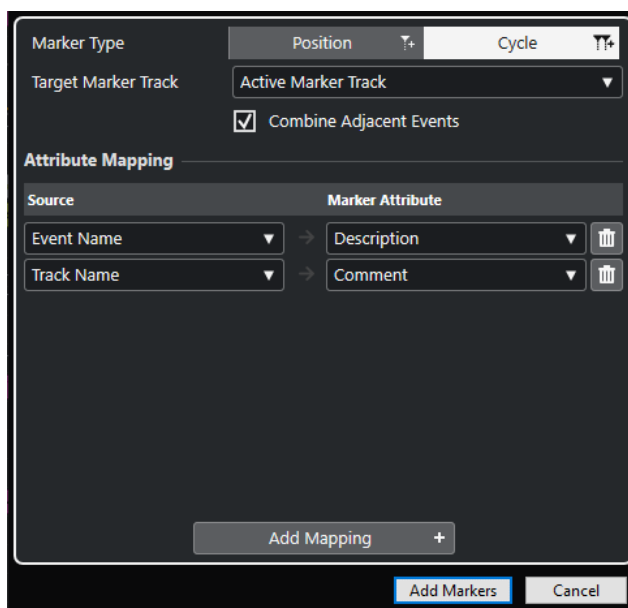 Marker Type Position Cycle
Target Marker Track Active Marker Track
Combine Adjacent Events
Attribute Mapping
Source Marker Attribute
Event Name Description
Track Name Comment
Add Mapping +
Add Markers Cancel